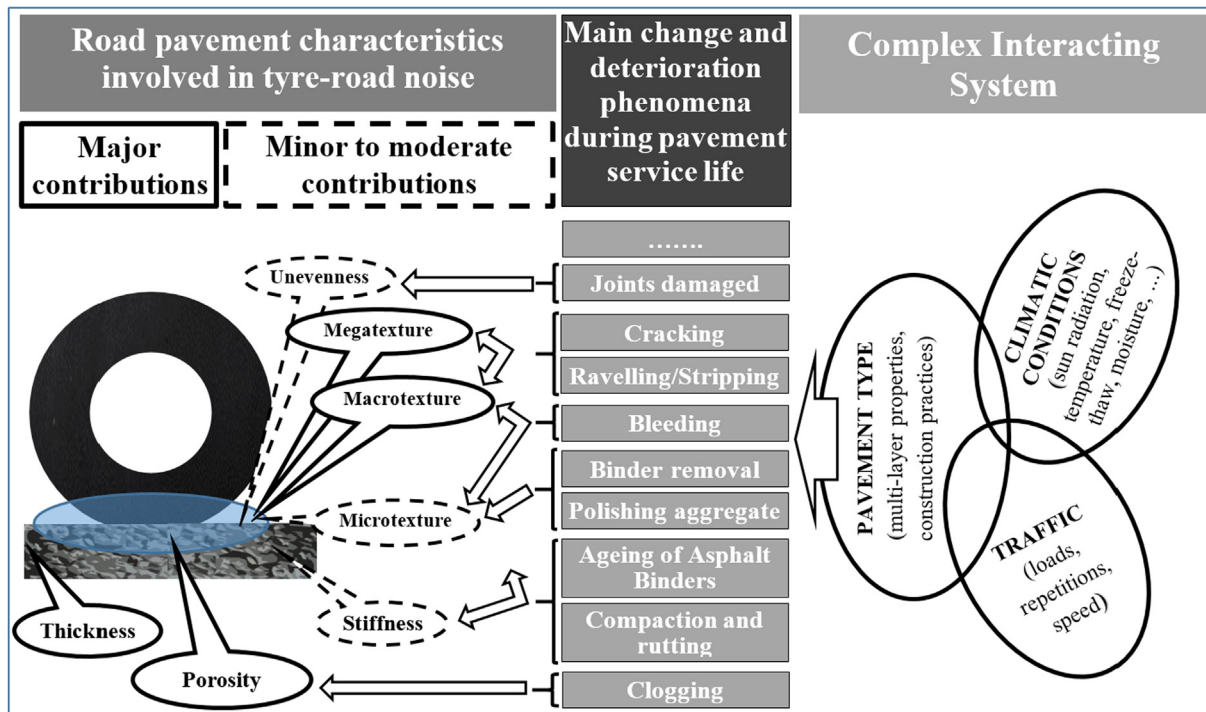 Road pavement characteristics
involved in tyre-road noise
Major
contributions
Minor to moderate
contributions
Unevenness
Megatexture
Macrotexture
Microtexture
Stiffness
Thickness
Porosity
Main change and
deterioration
phenomena
during pavement
service life
.......
Joints damaged
Cracking
Ravelling/Stripping
Bleeding
Binder removal
Polishing aggregate
Ageing of Asphalt
Binders
Compaction and
rutting
Clogging
Complex Interacting
System
PAVEMENT TYPE
(multi-layer properties,
construction practices)
CLIMATIC
CONDITIONS
(sun radiation,
temperature, freeze-
thaw, moisture, ...)
TRAFFIC
(loads,
repetitions,
speed)